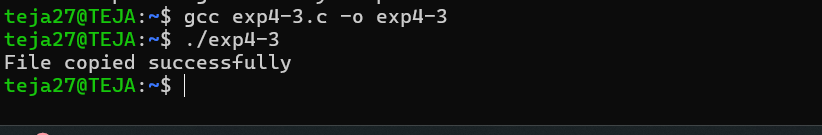 teja27@TEJA:~$ gcc exp4-3.c -o exp4-3
teja27@TEJA:~$ ./exp4-3
File copied successfully
teja27@TEJA:~$